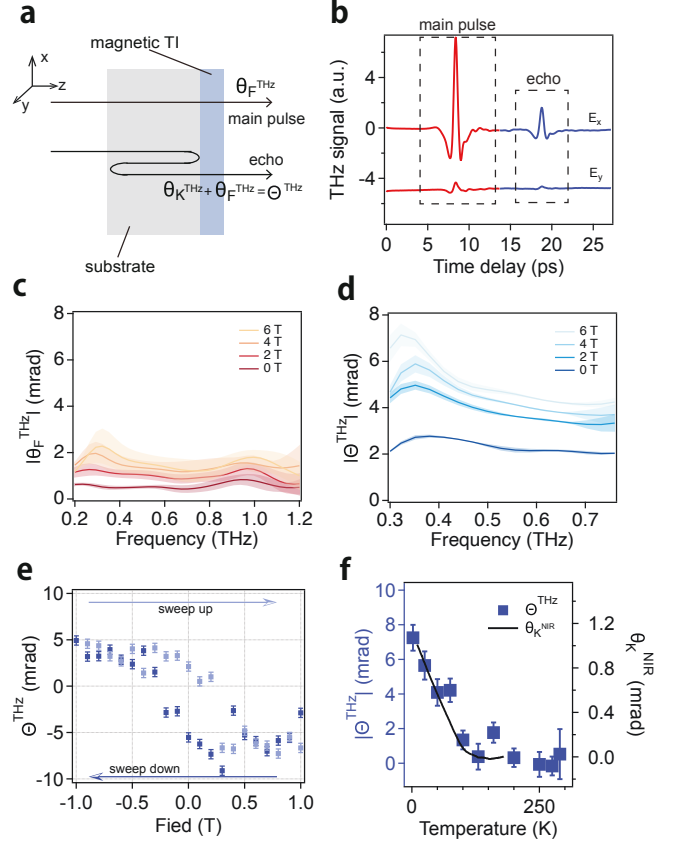 a
magnetic TI
x
z
y
θF^THz
main pulse
echo
θK^THz + θF^THz = Θ^THz
substrate
b
main pulse
echo
Ex
Ey
THz signal (a.u.)
4
0
-4
0 5 10 15 20 25
Time delay (ps)
c
6 T
4 T
2 T
0 T
|θF^THz| (mrad)
8
6
4
2
0
0.2 0.4 0.6 0.8 1.0 1.2
Frequency (THz)
d
6 T
4 T
2 T
0 T
|Θ^THz| (mrad)
8
6
4
2
0
0.3 0.4 0.5 0.6 0.7
Frequency (THz)
e
sweep up
sweep down
Θ^THz (mrad)
10
5
0
-5
-10
-1.0 -0.5 0.0 0.5 1.0
Fied (T)
f
Θ^THz
θK^NIR
|Θ^THz| (mrad)
10
8
6
4
2
0
1.2
0.8
0.4
0.0
θK^NIR (mrad)
0 250
Temperature (K)